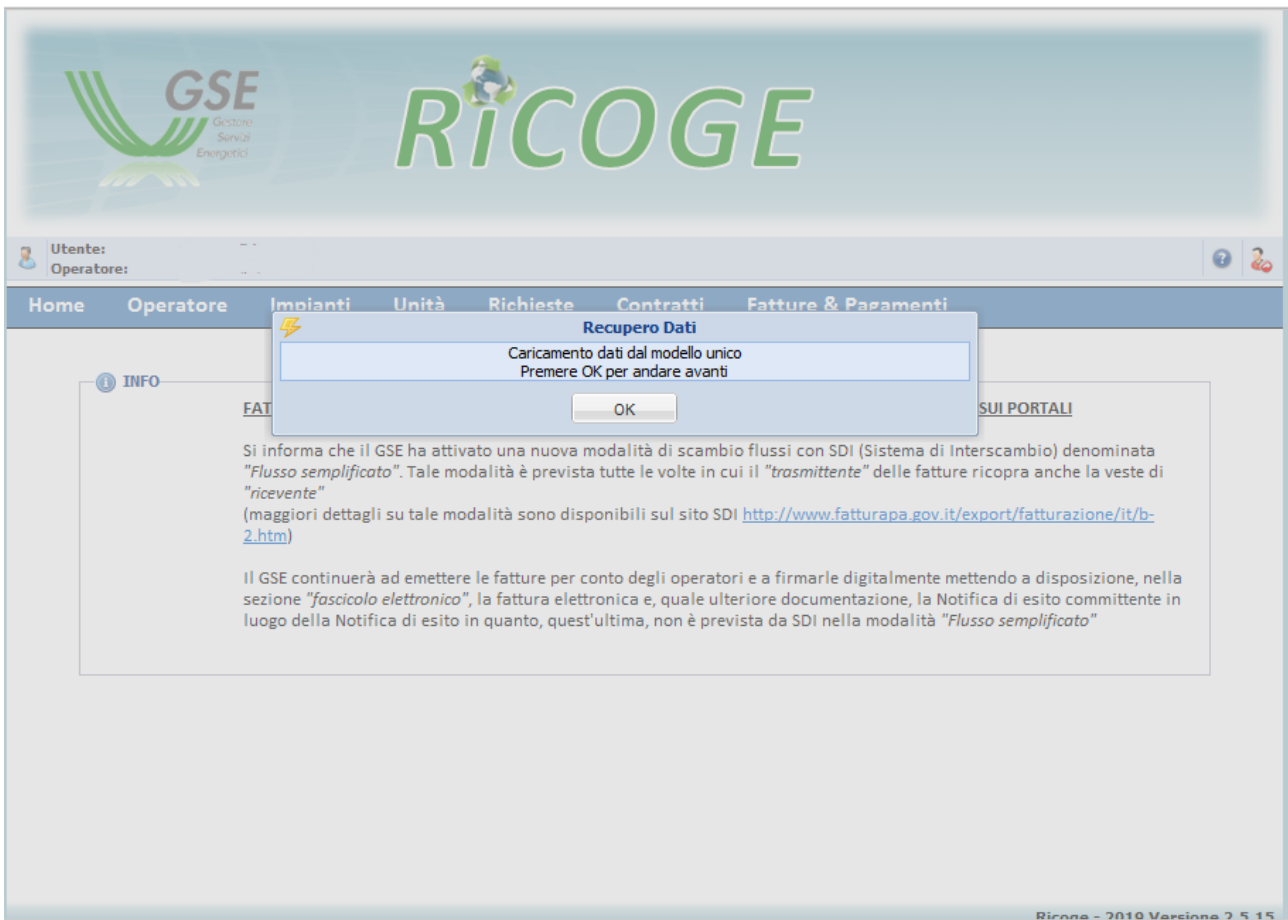 GSE
Gestore
Servizi
Energetici
RiCOGE
Utente:
Operatore:
Home Operatore Impianti Unità Richieste Contratti Fatture & Pagamenti
Recupero Dati
Caricamento dati dal modello unico
Premere OK per andare avanti
OK
INFO
FAT SUI PORTALI
Si informa che il GSE ha attivato una nuova modalità di scambio flussi con SDI (Sistema di Interscambio) denominata
"Flusso semplificato". Tale modalità è prevista tutte le volte in cui il "trasmittente" delle fatture ricopra anche la veste di
"ricevente"
(maggiori dettagli su tale modalità sono disponibili sul sito SDI http://www.fatturapa.gov.it/export/fatturazione/it/b-
2.htm)
Il GSE continuerà ad emettere le fatture per conto degli operatori e a firmarle digitalmente mettendo a disposizione, nella
sezione "fascicolo elettronico", la fattura elettronica e, quale ulteriore documentazione, la Notifica di esito committente in
luogo della Notifica di esito in quanto, quest'ultima, non è prevista da SDI nella modalità "Flusso semplificato"
Ricoge - 2019 Versione 2.5.15